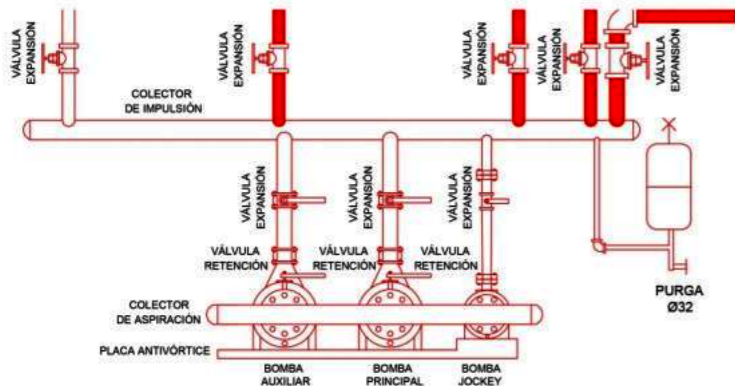 VÁLVULA
EXPANSIÓN
VÁLVULA
EXPANSIÓN
VÁLVULA
EXPANSIÓN
VÁLVULA
EXPANSIÓN
VÁLVULA
EXPANSIÓN
COLECTOR
DE IMPULSIÓN
VÁLVULA
EXPANSIÓN
VÁLVULA
EXPANSIÓN
VÁLVULA
EXPANSIÓN
VÁLVULA
RETENCIÓN
VÁLVULA
RETENCIÓN
VÁLVULA
RETENCIÓN
PURGA
Ø32
COLECTOR
DE ASPIRACIÓN
PLACA ANTIVÓRTICE
BOMBA
AUXILIAR
BOMBA
PRINCIPAL
BOMBA
JOCKEY